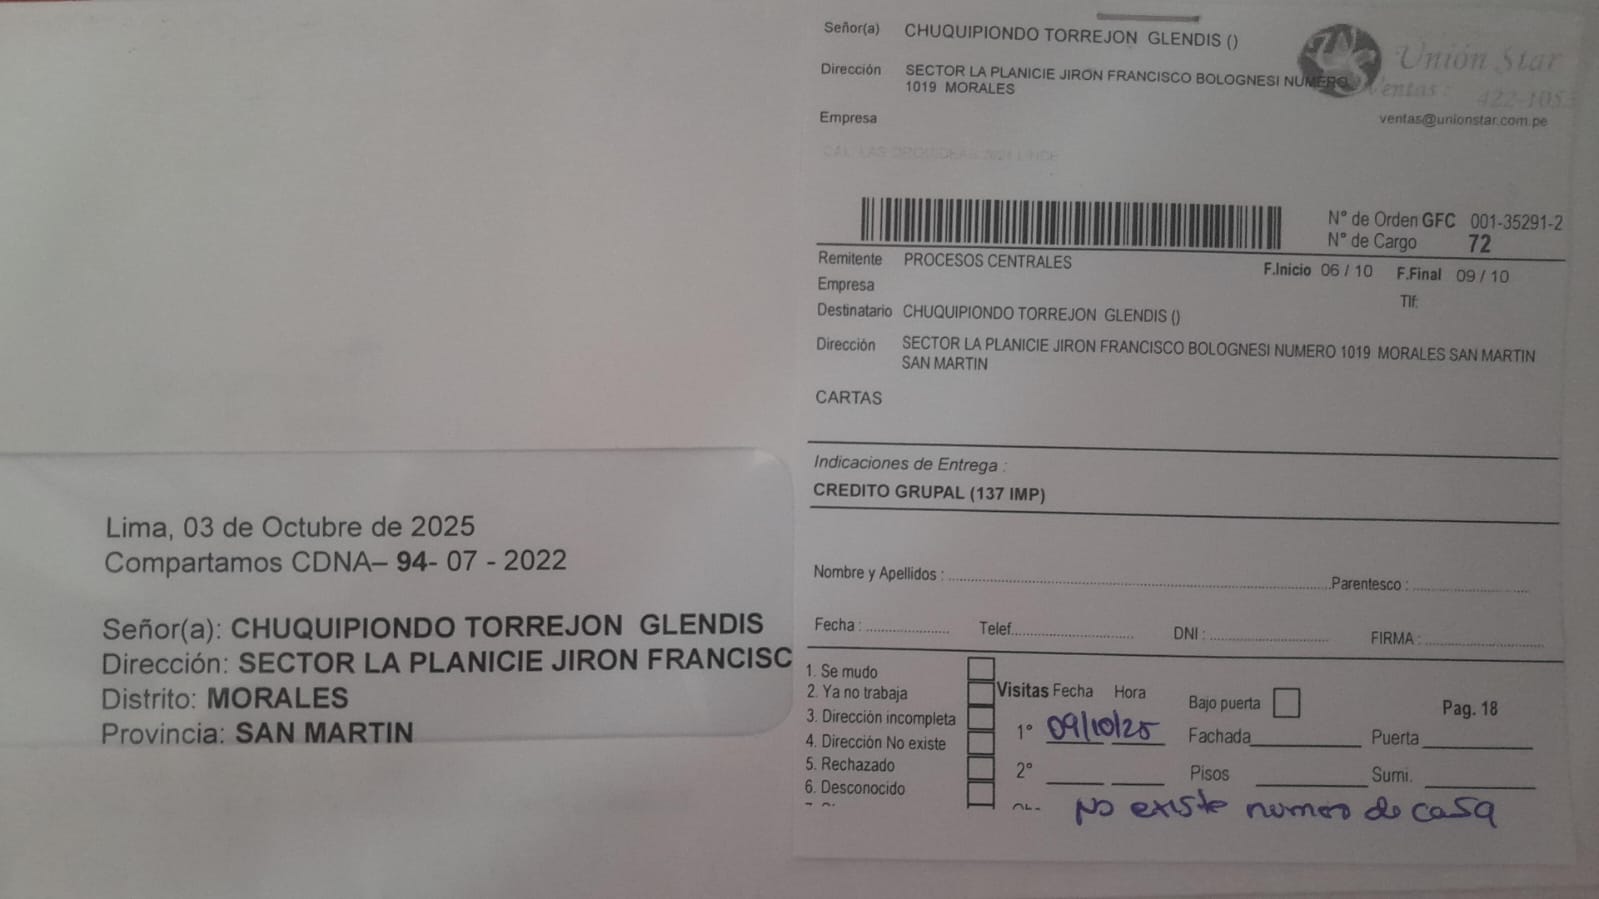 Señor(a) CHUQUIPIONDO TORREJON GLENDIS ()
Unión Star
Dirección SECTOR LA PLANICIE JIRON FRANCISCO BOLOGNESI NUMERO
1019 MORALES
Ventas : 422-1053
ventas@unionstar.com.pe
Empresa
N° de Orden GFC 001-35291-2
N° de Cargo 72
Remitente PROCESOS CENTRALES
F.Inicio 06 / 10 F.Final 09 / 10
Empresa
Tlf:
Destinatario CHUQUIPIONDO TORREJON GLENDIS ()
Dirección SECTOR LA PLANICIE JIRON FRANCISCO BOLOGNESI NUMERO 1019 MORALES SAN MARTIN
SAN MARTIN
CARTAS
Indicaciones de Entrega :
CREDITO GRUPAL (137 IMP)
Nombre y Apellidos : Parentesco :
Fecha : Telef. DNI : FIRMA :
1. Se mudo
2. Ya no trabaja
3. Dirección incompleta
4. Dirección No existe
5. Rechazado
6. Desconocido
Visitas Fecha Hora
1° 09/10/25
2°
Bajo puerta
Pag. 18
Fachada Puerta
Pisos Sumi.
No existe numero de casa
Lima, 03 de Octubre de 2025
Compartamos CDNA– 94- 07 - 2022
Señor(a): CHUQUIPIONDO TORREJON GLENDIS
Dirección: SECTOR LA PLANICIE JIRON FRANCISC
Distrito: MORALES
Provincia: SAN MARTIN